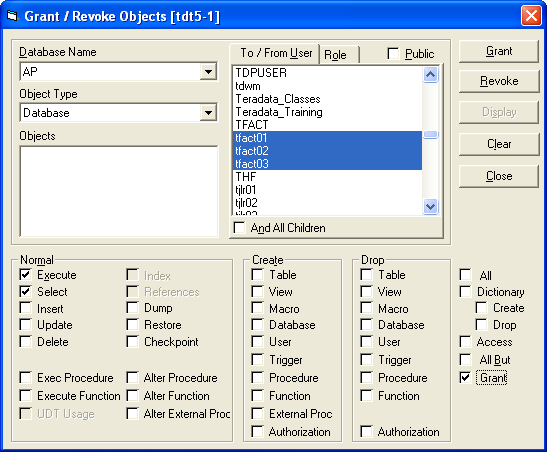 Grant / Revoke Objects [tdt5-1]
Database Name
AP
Object Type
Database
Objects
To / From User
Role
Public
TDPUSER
tdwm
Teradata_Classes
Teradata_Training
TFACT
tfact01
tfact02
tfact03
THF
tjlr01
tjlr02
And All Children
Grant
Revoke
Display
Clear
Close
Normal
Execute
Select
Insert
Update
Delete
Exec Procedure
Execute Function
UDT Usage
Index
References
Dump
Restore
Checkpoint
Alter Procedure
Alter Function
Alter External Proc
Create
Table
View
Macro
Database
User
Trigger
Procedure
Function
External Proc
Authorization
Drop
Table
View
Macro
Database
User
Trigger
Procedure
Function
Authorization
All
Dictionary
Create
Drop
Access
All But
Grant